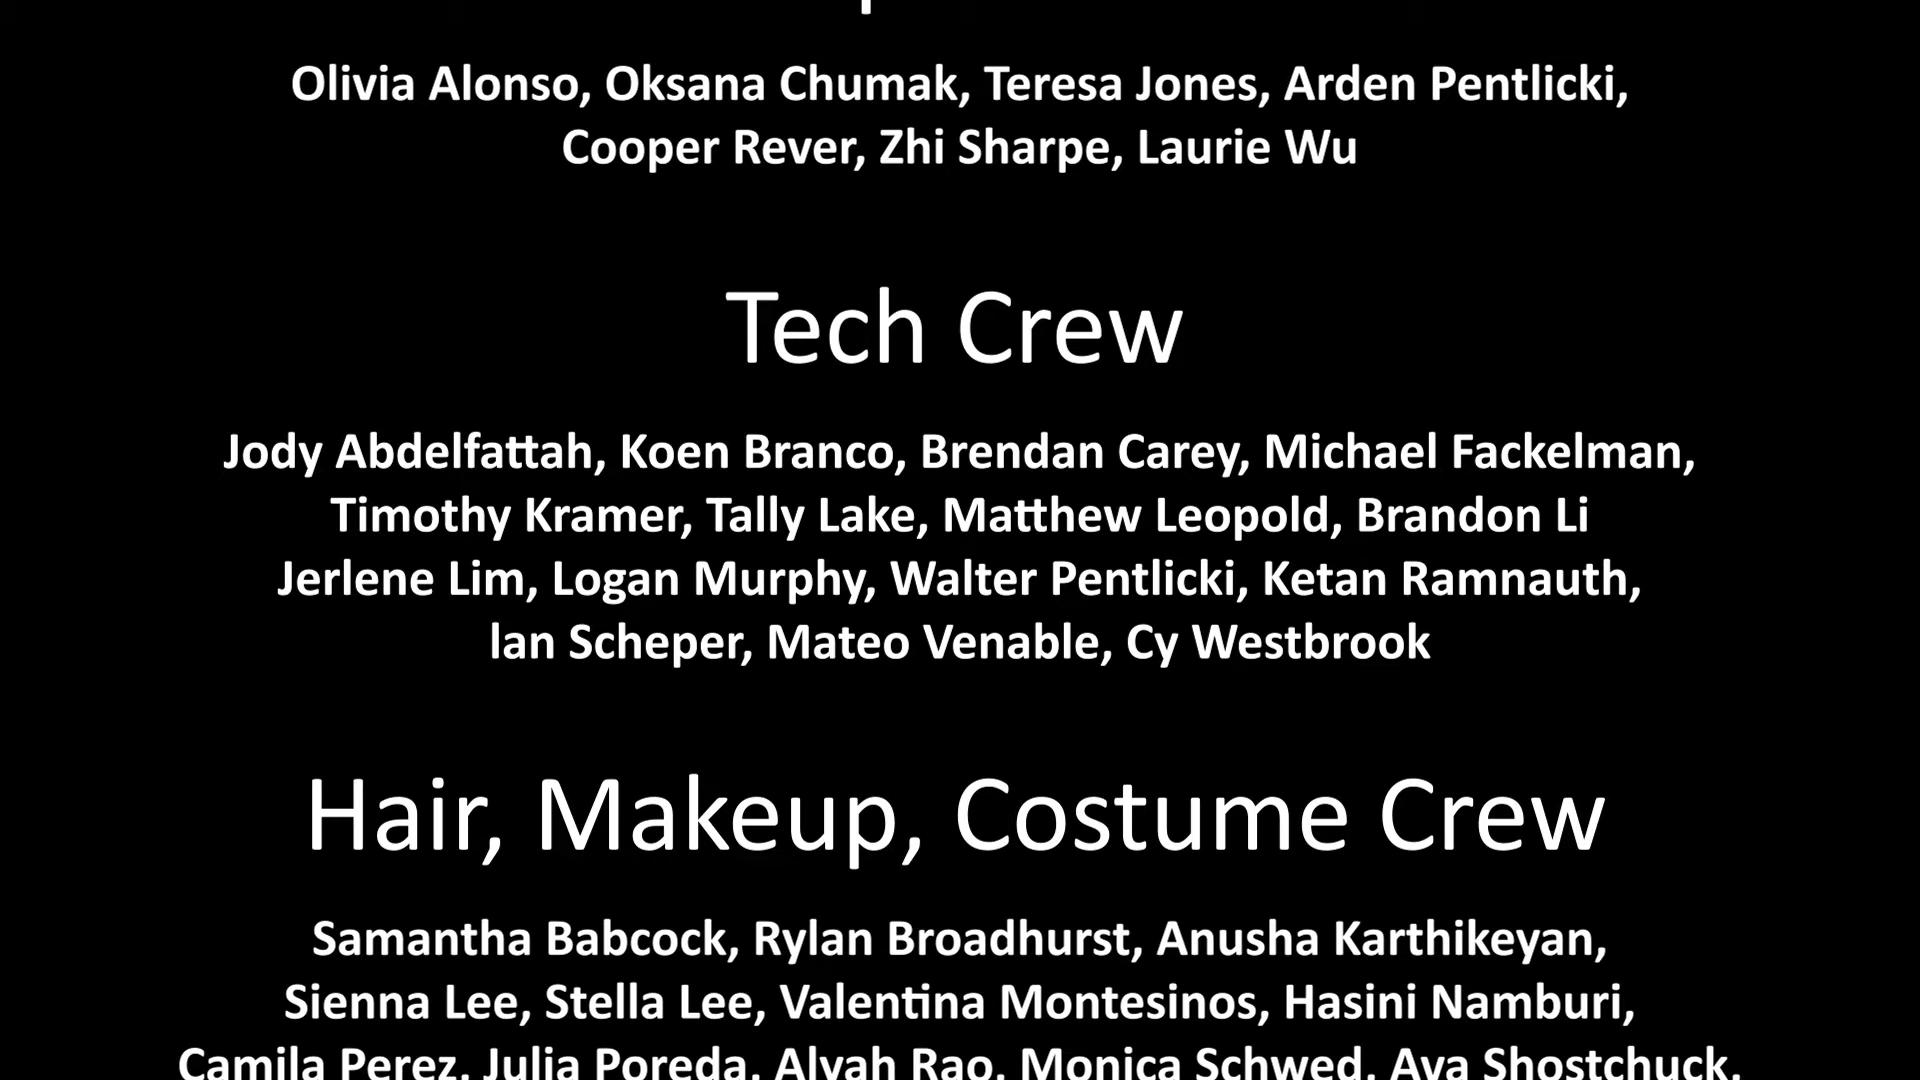 Olivia Alonso, Oksana Chumak, Teresa Jones, Arden Pentlicki,
Cooper Rever, Zhi Sharpe, Laurie Wu
Tech Crew
Jody Abdelfattah, Koen Branco, Brendan Carey, Michael Fackelman,
Timothy Kramer, Tally Lake, Matthew Leopold, Brandon Li
Jerlene Lim, Logan Murphy, Walter Pentlicki, Ketan Ramnauth,
Ian Scheper, Mateo Venable, Cy Westbrook
Hair, Makeup, Costume Crew
Samantha Babcock, Rylan Broadhurst, Anusha Karthikeyan,
Sienna Lee, Stella Lee, Valentina Montesinos, Hasini Namburi,
Camila Perez, Julia Poreda, Alyah Rao, Monica Schwed, Ava Shostchuck,